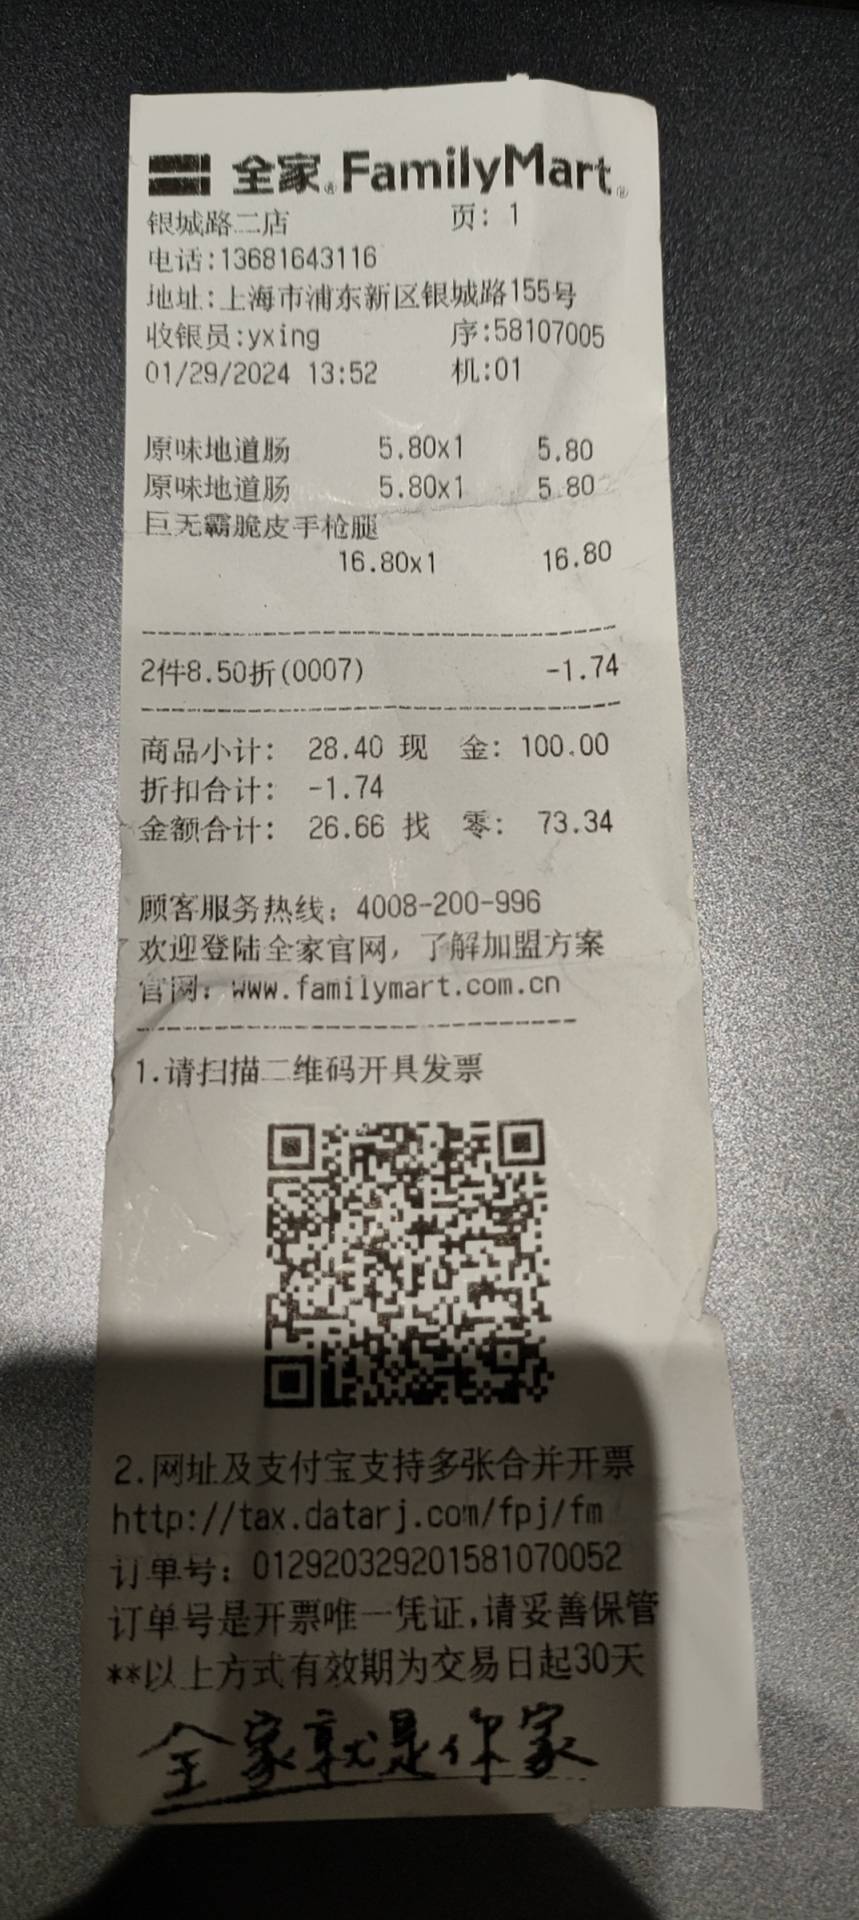 全家® FamilyMart®
银城路二店 页: 1
电话:13681643116
地址:上海市浦东新区银城路155号
收银员:yxing 序:58107005
01/29/2024 13:52 机:01
原味地道肠 5.80x1 5.80
原味地道肠 5.80x1 5.80
巨无霸脆皮手枪腿
16.80x1 16.80
2件8.50折(0007) -1.74
商品小计: 28.40 现 金: 100.00
折扣合计: -1.74
金额合计: 26.66 找 零: 73.34
顾客服务热线: 4008-200-996
欢迎登陆全家官网, 了解加盟方案
官网: www.familymart.com.cn
1.请扫描二维码开具发票
2.网址及支付宝支持多张合并开票
http://tax.datarj.com/fpj/fm
订单号: 012920329201581070052
订单号是开票唯一凭证,请妥善保管
**以上方式有效期为交易日起30天
全家就是你家